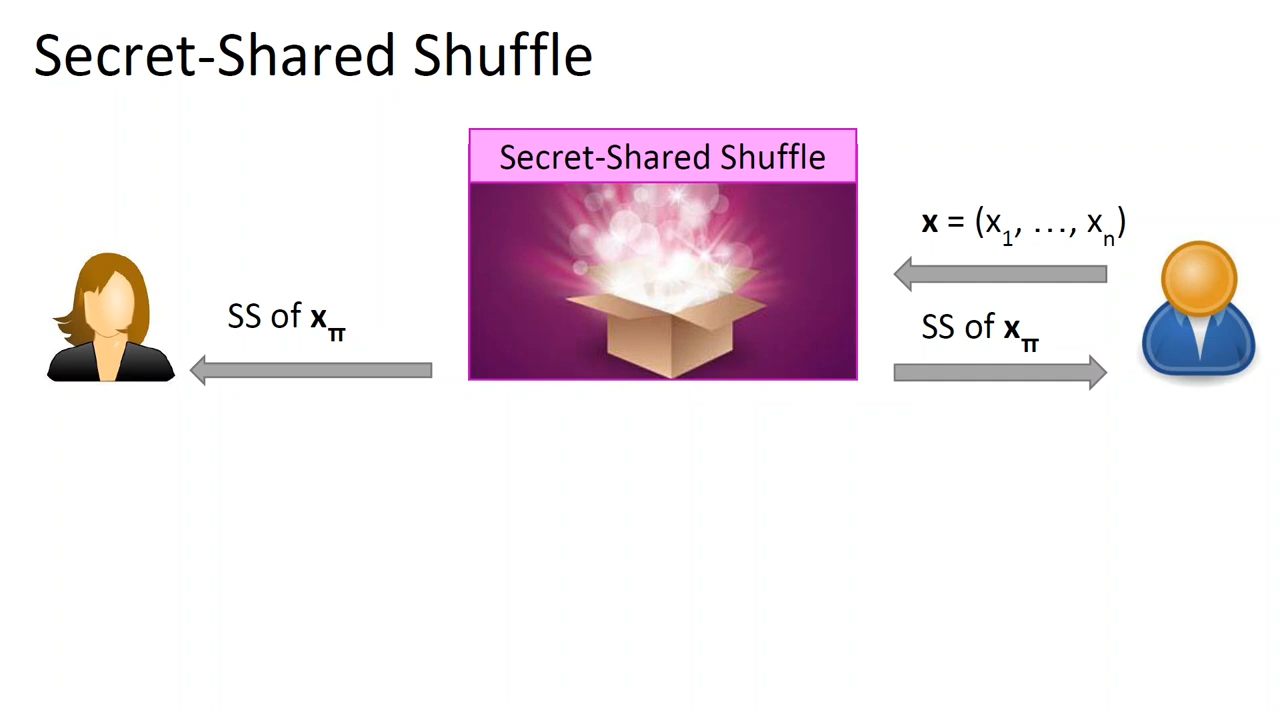 Secret-Shared Shuffle
Secret-Shared Shuffle
x = (x1, …, xn)
SS of xπ
SS of xπ